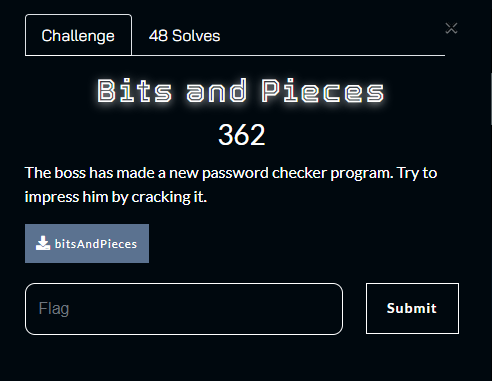 Challenge
48 Solves
Bits and Pieces
362
The boss has made a new password checker program. Try to
impress him by cracking it.
bitsAndPieces
Flag
Submit